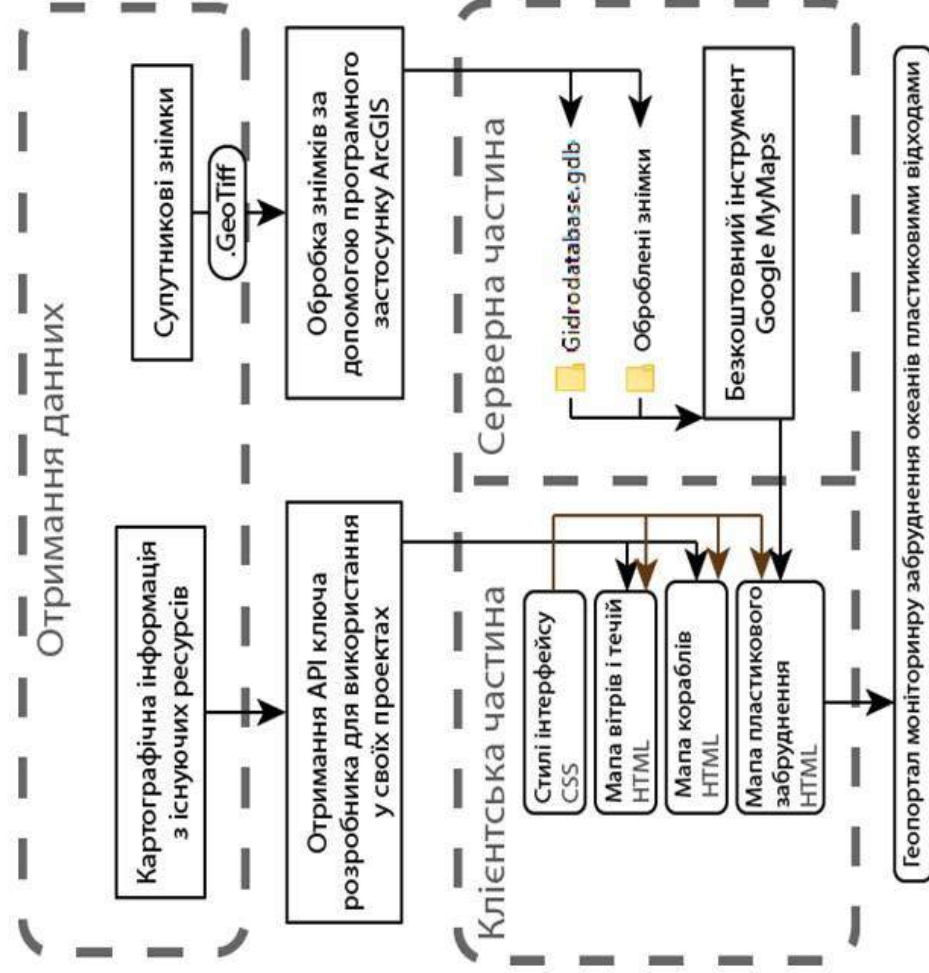 Отримання данних
Картографічна інформація
з існуючих ресурсів
Супутникові знімки
.GeoTiff
Отримання API ключа
розробника для використання
у своїх проектах
Обробка знімків за
допомогою програмного
застосунку ArcGIS
Клієнтська частина
Стилі інтерфейсу
CSS
Мапа вітрів і течій
HTML
Мапа кораблів
HTML
Мапа пластикового
забруднення
HTML
Серверна частина
Gidrodatabase.gdb
Оброблені знімки
Безкоштовний інструмент
Google MyMaps
Геопортал моніторинру забруднення океанів пластиковими відходами